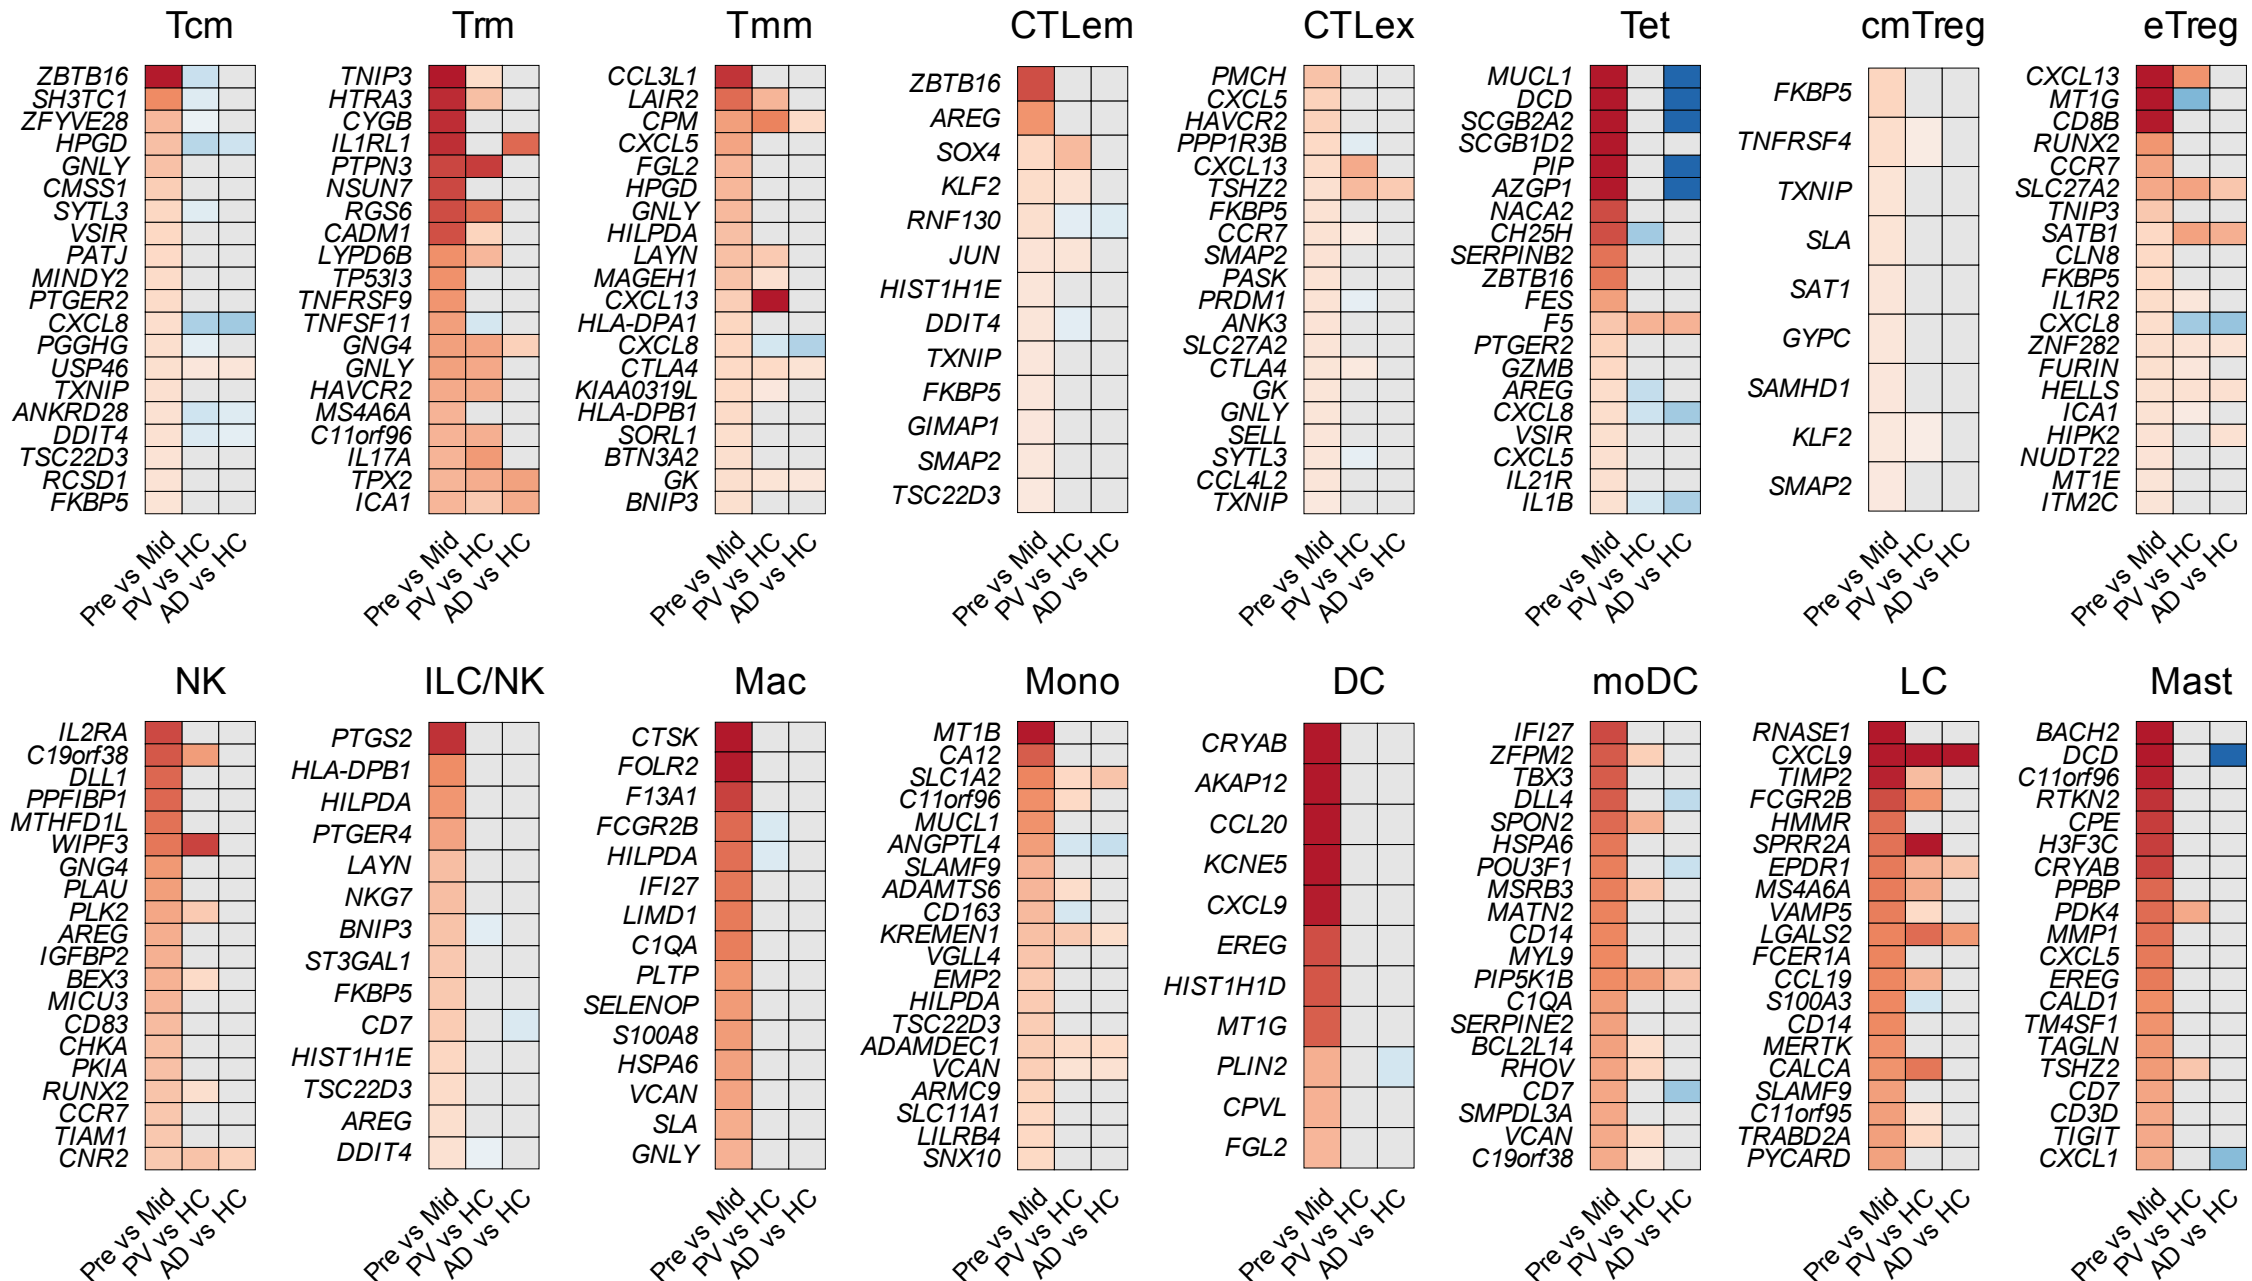 Tcm
ZBTB16
SH3TC1
ZFYVE28
HPGD
GNLY
CMSS1
SYTL3
VSIR
PATJ
MINDY2
PTGER2
CXCL8
PGGHG
USP46
TXNIP
ANKRD28
DDIT4
TSC22D3
RCSD1
FKBP5
Pre vs Mid
PV vs HC
AD vs HC
Trm
TNIP3
HTRA3
CYGB
IL1RL1
PTPN3
NSUN7
RGS6
CADM1
LYPD6B
TP53I3
TNFRSF9
TNFSF11
GNG4
GNLY
HAVCR2
MS4A6A
C11orf96
IL17A
TPX2
ICA1
Pre vs Mid
PV vs HC
AD vs HC
Tmm
CCL3L1
LAIR2
CPM
CXCL5
FGL2
HPGD
GNLY
HILPDA
LAYN
MAGEH1
CXCL13
HLA-DPA1
CXCL8
CTLA4
KIAA0319L
HLA-DPB1
SORL1
BTN3A2
GK
BNIP3
Pre vs Mid
PV vs HC
AD vs HC
CTLem
ZBTB16
AREG
SOX4
KLF2
RNF130
JUN
HIST1H1E
DDIT4
TXNIP
FKBP5
GIMAP1
SMAP2
TSC22D3
Pre vs Mid
PV vs HC
AD vs HC
CTLex
PMCH
CXCL5
HAVCR2
PPP1R3B
CXCL13
TSHZ2
FKBP5
CCR7
SMAP2
PASK
PRDM1
ANK3
SLC27A2
CTLA4
GK
GNLY
SELL
SYTL3
CCL4L2
TXNIP
Pre vs Mid
PV vs HC
AD vs HC
Tet
MUCL1
DCD
SCGB2A2
SCGB1D2
PIP
AZGP1
NACA2
CH25H
SERPINB2
ZBTB16
FES
F5
PTGER2
GZMB
AREG
CXCL8
VSIR
CXCL5
IL21R
IL1B
Pre vs Mid
PV vs HC
AD vs HC
cmTreg
FKBP5
TNFRSF4
TXNIP
SLA
SAT1
GYPC
SAMHD1
KLF2
SMAP2
Pre vs Mid
PV vs HC
AD vs HC
eTreg
CXCL13
MT1G
CD8B
RUNX2
CCR7
SLC27A2
TNIP3
SATB1
CLN8
FKBP5
IL1R2
CXCL8
ZNF282
FURIN
HELLS
ICA1
HIPK2
NUDT22
MT1E
ITM2C
Pre vs Mid
PV vs HC
AD vs HC
NK
IL2RA
C19orf38
DLL1
PPFIBP1
MTHFD1L
WIPF3
GNG4
PLAU
PLK2
AREG
IGFBP2
BEX3
MICU3
CD83
CHKA
PKIA
RUNX2
CCR7
TIAM1
CNR2
Pre vs Mid
PV vs HC
AD vs HC
ILC/NK
PTGS2
HLA-DPB1
HILPDA
PTGER4
LAYN
NKG7
BNIP3
ST3GAL1
FKBP5
CD7
HIST1H1E
TSC22D3
AREG
DDIT4
Pre vs Mid
PV vs HC
AD vs HC
Mac
CTSK
FOLR2
F13A1
FCGR2B
HILPDA
IFI27
LIMD1
C1QA
PLTP
SELENOP
S100A8
HSPA6
VCAN
SLA
GNLY
Pre vs Mid
PV vs HC
AD vs HC
Mono
MT1B
CA12
SLC1A2
C11orf96
MUCL1
ANGPTL4
SLAMF9
ADAMTS6
CD163
KREMEN1
VGLL4
EMP2
HILPDA
TSC22D3
ADAMDEC1
VCAN
ARMC9
SLC11A1
LILRB4
SNX10
Pre vs Mid
PV vs HC
AD vs HC
DC
CRYAB
AKAP12
CCL20
KCNE5
CXCL9
EREG
HIST1H1D
MT1G
PLIN2
CPVL
FGL2
Pre vs Mid
PV vs HC
AD vs HC
moDC
IFI27
ZFPM2
TBX3
DLL4
SPON2
HSPA6
POU3F1
MSRB3
MATN2
CD14
MYL9
PIP5K1B
C1QA
SERPINE2
BCL2L14
RHOV
CD7
SMPDL3A
VCAN
C19orf38
Pre vs Mid
PV vs HC
AD vs HC
LC
RNASE1
CXCL9
TIMP2
FCGR2B
HMMR
SPRR2A
EPDR1
MS4A6A
VAMP5
LGALS2
FCER1A
CCL19
S100A3
CD14
MERTK
CALCA
SLAMF9
C11orf95
TRABD2A
PYCARD
Pre vs Mid
PV vs HC
AD vs HC
Mast
BACH2
DCD
C11orf96
RTKN2
CPE
H3F3C
CRYAB
PPBP
PDK4
MMP1
CXCL5
EREG
CALD1
TM4SF1
TAGLN
TSHZ2
CD7
CD3D
TIGIT
CXCL1
Pre vs Mid
PV vs HC
AD vs HC